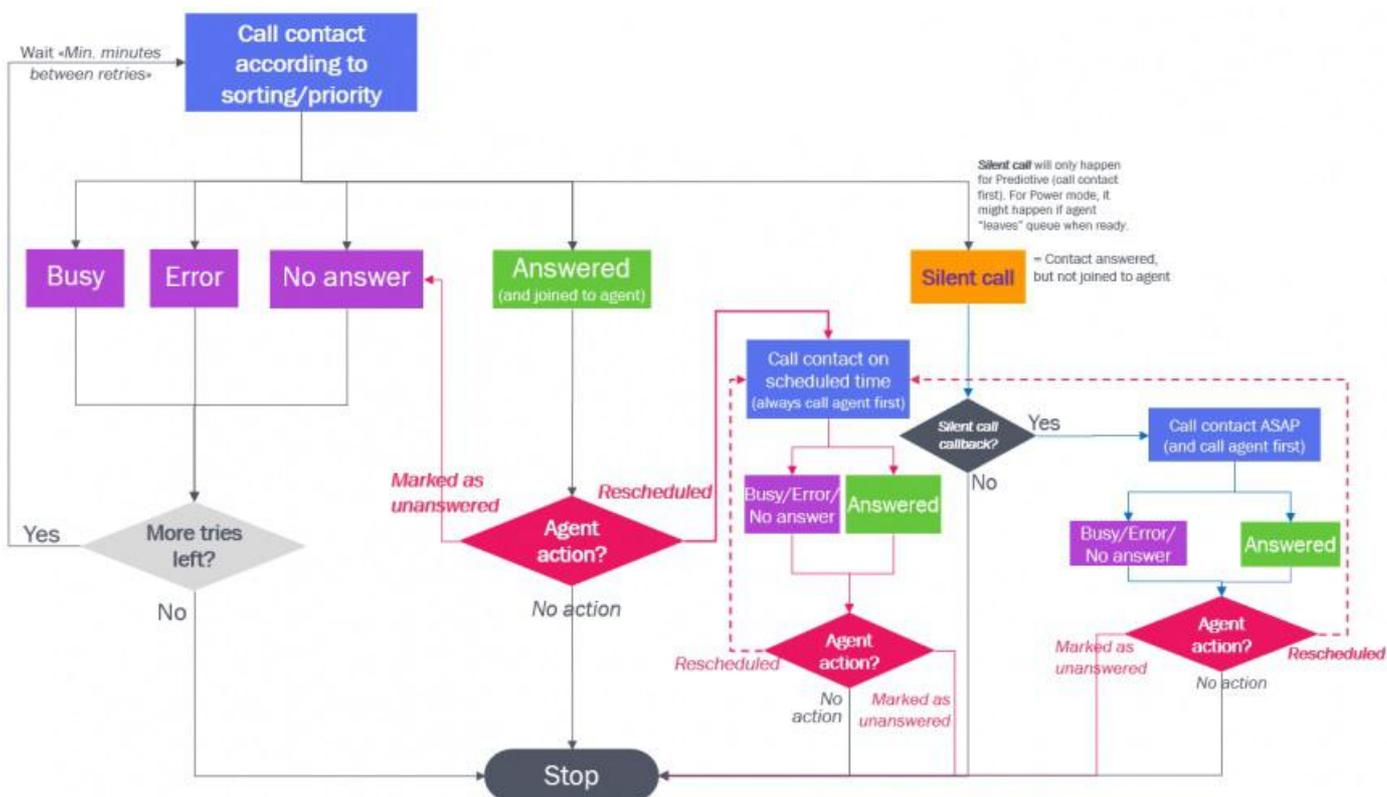 Call contact
according to
sorting/priority
Wait «Min. minutes
between retries»
Silent call will only happen
for Predictive (call contact
first). For Power mode, it
might happen if agent
"leaves" queue when ready.
Busy
Error
No answer
Answered
(and joined to agent)
Silent call
= Contact answered,
but not joined to agent
Call contact on
scheduled time
(always call agent first)
Silent call
callback?
Yes
No
Call contact ASAP
(and call agent first)
Marked as
unanswered
Rescheduled
Busy/Error/
No answer
Answered
Yes
More tries
left?
No
Agent
action?
No action
Busy/Error/
No answer
Answered
Agent
action?
Rescheduled
No
action
Marked as
unanswered
Agent
action?
Marked as
unanswered
Rescheduled
No action
Stop